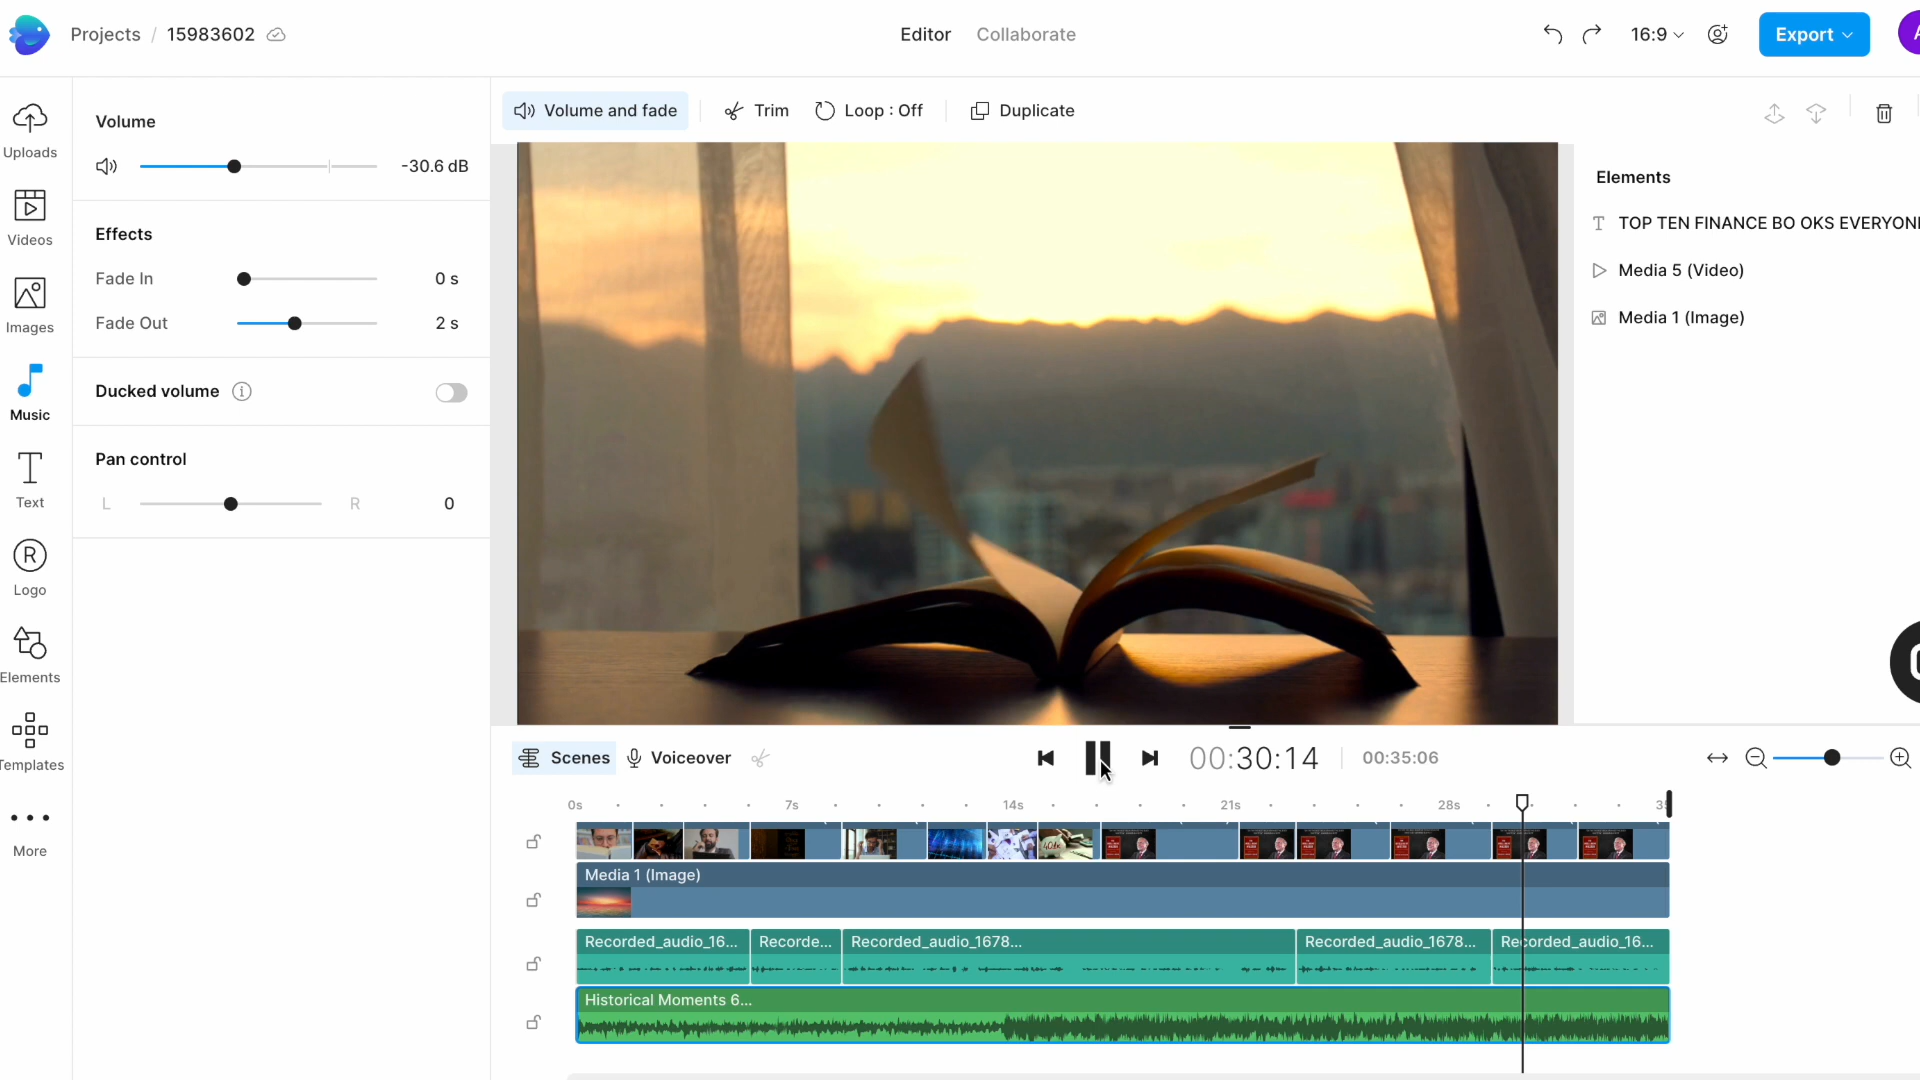 Projects / 15983602
Editor Collaborate
16:9
Export
Uploads
Videos
Images
Music
Text
Logo
Elements
Templates
More
Volume
-30.6 dB
Effects
Fade In 0 s
Fade Out 2 s
Ducked volume
Pan control
L R 0
Volume and fade Trim Loop : Off Duplicate
Elements
TOP TEN FINANCE BO OKS EVERYON
Media 5 (Video)
Media 1 (Image)
Scenes Voiceover 00:30:14 00:35:06
0s 7s 14s 21s 28s
Media 1 (Image)
Recorded_audio_16... Recorde... Recorded_audio_1678... Recorded_audio_1678... Recorded_audio_16...
Historical Moments 6...